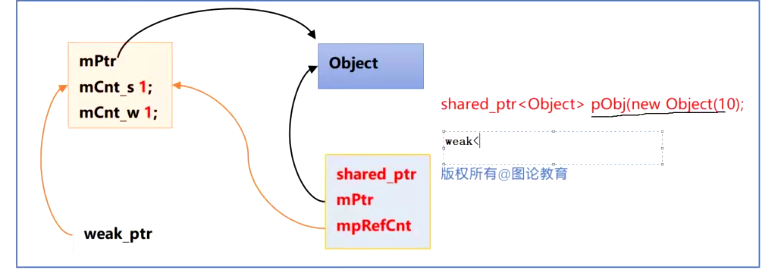 mPtr
mCnt_s 1;
mCnt_w 1;
Object
shared_ptr<Object> pObj(new Object(10);
weak<
shared_ptr
mPtr
mpRefCnt
版权所有@图论教育
weak_ptr